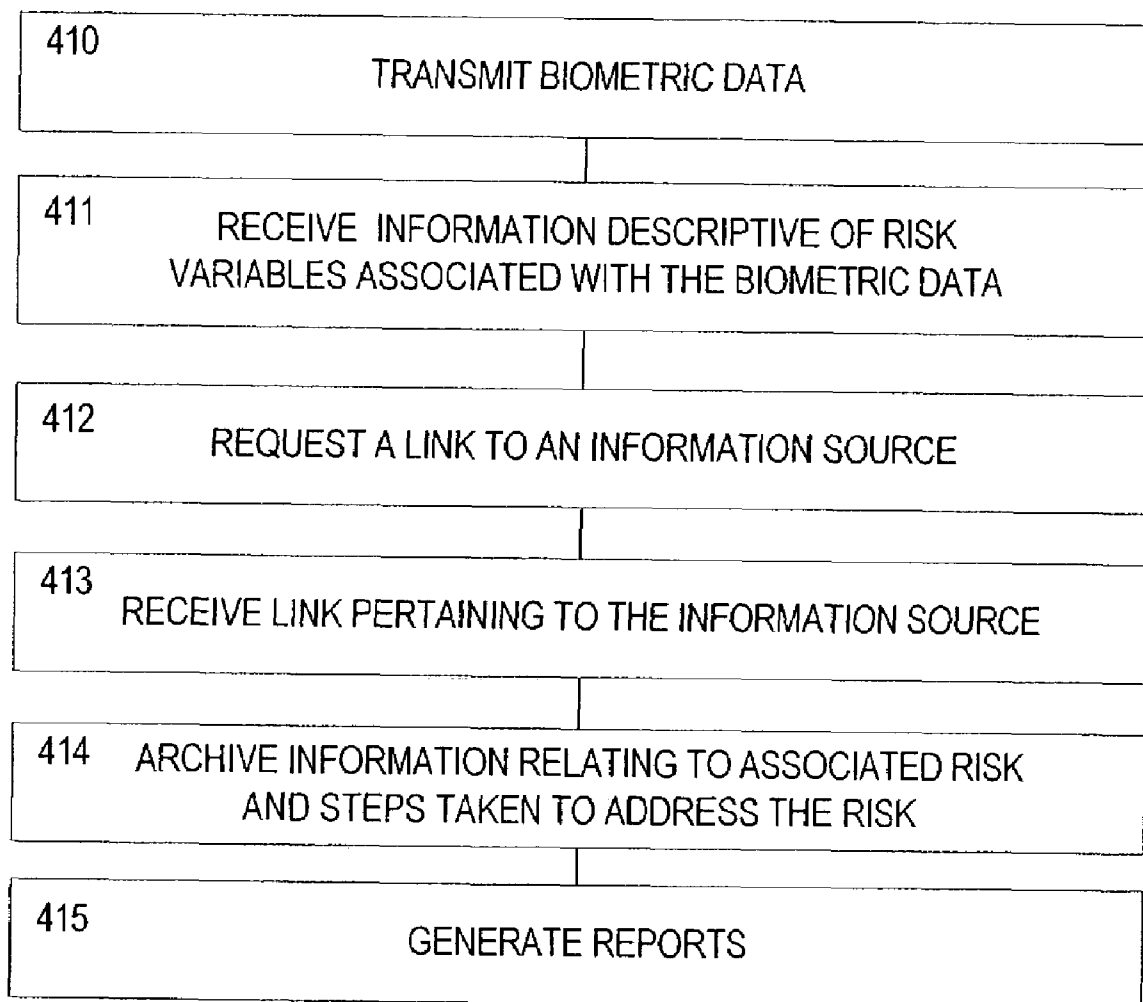 410
TRANSMIT BIOMETRIC DATA
411
RECEIVE INFORMATION DESCRIPTIVE OF RISK
VARIABLES ASSOCIATED WITH THE BIOMETRIC DATA
412
REQUEST A LINK TO AN INFORMATION SOURCE
413
RECEIVE LINK PERTAINING TO THE INFORMATION SOURCE
414
ARCHIVE INFORMATION RELATING TO ASSOCIATED RISK
AND STEPS TAKEN TO ADDRESS THE RISK
415
GENERATE REPORTS